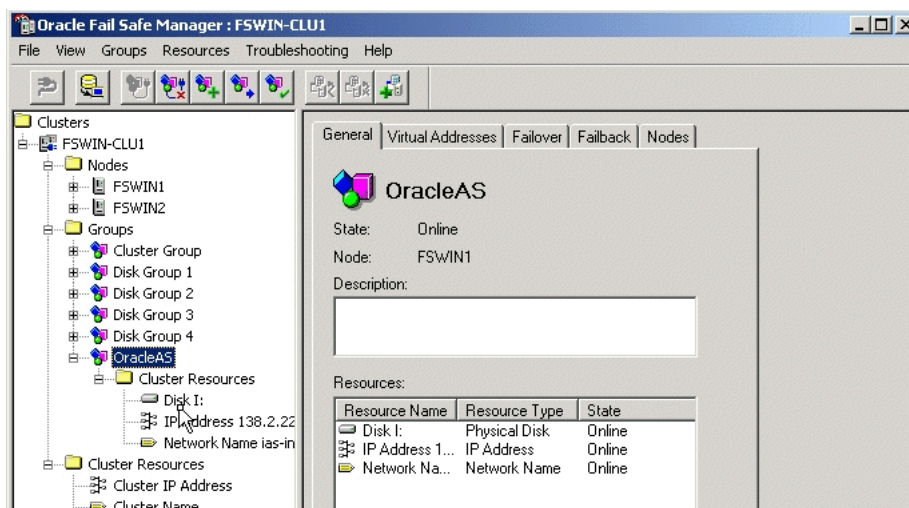 Oracle Fail Safe Manager : FSWIN-CLU1
File View Groups Resources Troubleshooting Help
Clusters
FSWIN-CLU1
Nodes
FSWIN1
FSWIN2
Groups
Cluster Group
Disk Group 1
Disk Group 2
Disk Group 3
Disk Group 4
OracleAS
Cluster Resources
Disk I:
IP Address 138.2.22
Network Name ias-in
Cluster Resources
Cluster IP Address
Cluster Name
General Virtual Addresses Failover Failback Nodes
OracleAS
State: Online
Node: FSWIN1
Description:
Resources:
Resource Name Resource Type State
Disk I: Physical Disk Online
IP Address 1... IP Address Online
Network Na... Network Name Online